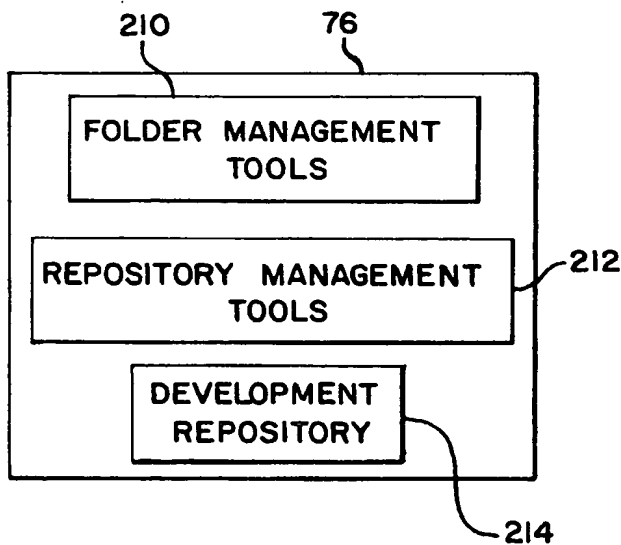 210
76
FOLDER MANAGEMENT
TOOLS
REPOSITORY MANAGEMENT
TOOLS
212
DEVELOPMENT
REPOSITORY
214